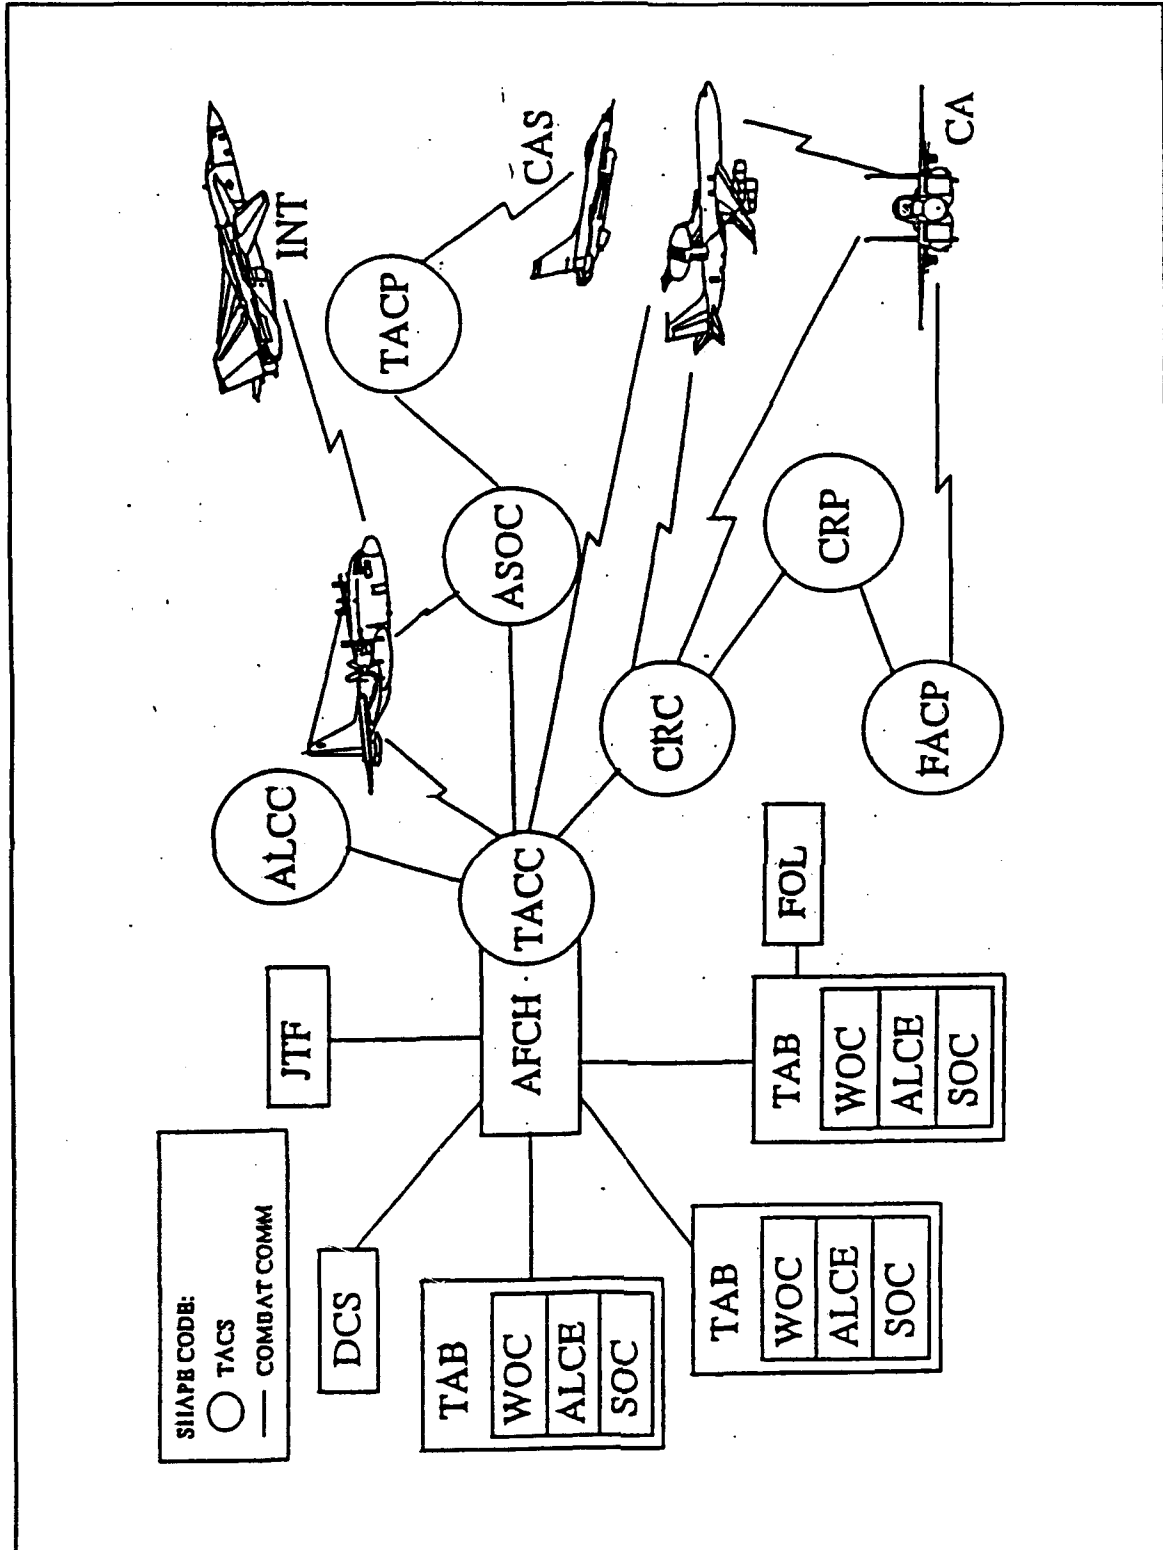 SHAPE CODE:
TACS
COMBAT COMM
DCS
JTF
ALCC
INT
TAB
WOC
ALCE
SOC
AFCH
TACC
ASOC
TACP
CAS
TAB
WOC
ALCE
SOC
CRC
TAB
WOC
ALCE
SOC
FOL
CRP
FACP
CA